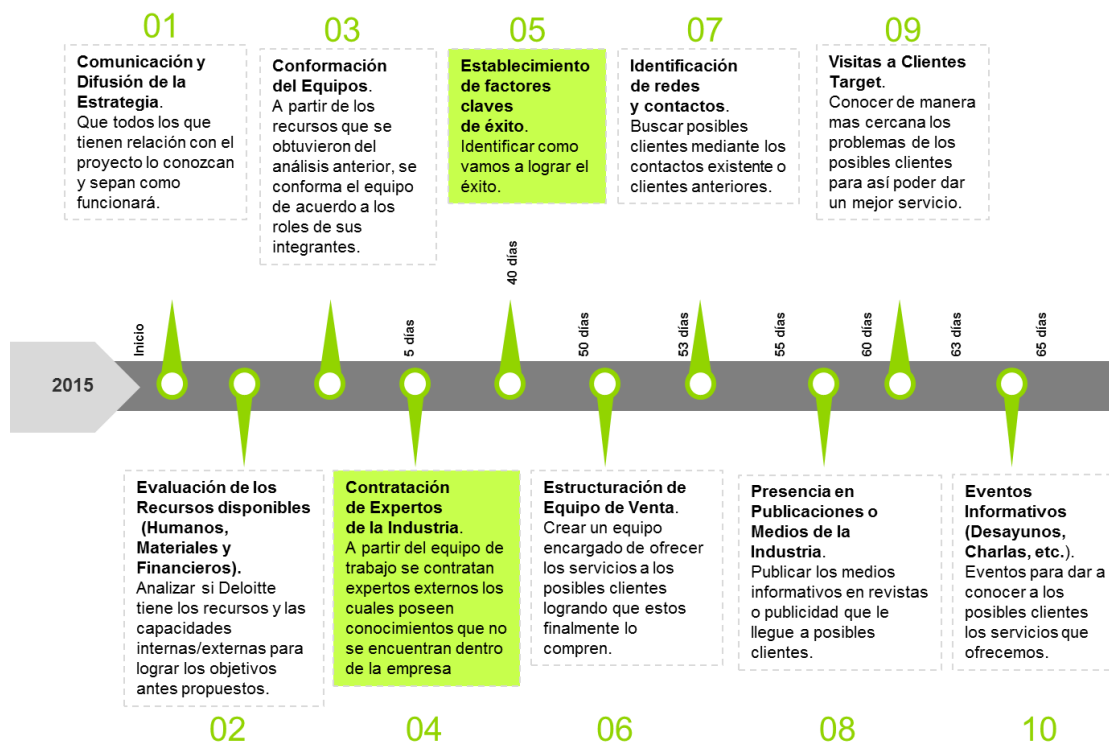 01
03
05
07
09
Comunicación y
Difusión de la
Estrategia.
Que todos los que
tienen relación con el
proyecto lo conozcan
y sepan como
funcionará.
Conformación
del Equipos.
A partir de los
recursos que se
obtuvieron del
análisis anterior, se
conforma el equipo
de acuerdo a los
roles de sus
integrantes.
Establecimiento
de factores
claves
de éxito.
Identificar como
vamos a lograr el
éxito.
Identificación
de redes
y contactos.
Buscar posibles
clientes mediante los
contactos existente o
clientes anteriores.
Visitas a Clientes
Target.
Conocer de manera
mas cercana los
problemas de los
posibles clientes
para así poder dar
un mejor servicio.
Inicio
5 días
40 días
50 días
53 días
55 días
60 días
63 días
65 días
2015
Evaluación de los
Recursos disponibles
(Humanos,
Materiales y
Financieros).
Analizar si Deloitte
tiene los recursos y las
capacidades
internas/externas para
lograr los objetivos
antes propuestos.
Contratación
de Expertos
de la Industria.
A partir del equipo de
trabajo se contratan
expertos externos los
cuales poseen
conocimientos que no
se encuentran dentro
de la empresa
Estructuración de
Equipo de Venta.
Crear un equipo
encargado de ofrecer
los servicios a los
posibles clientes
logrando que estos
finalmente lo
compren.
Presencia en
Publicaciones o
Medios de la
Industria.
Publicar los medios
informativos en revistas
o publicidad que le
llegue a posibles
clientes.
Eventos
Informativos
(Desayunos,
Charlas, etc.).
Eventos para dar a
conocer a los
posibles clientes
los servicios que
ofrecemos.
02
04
06
08
10